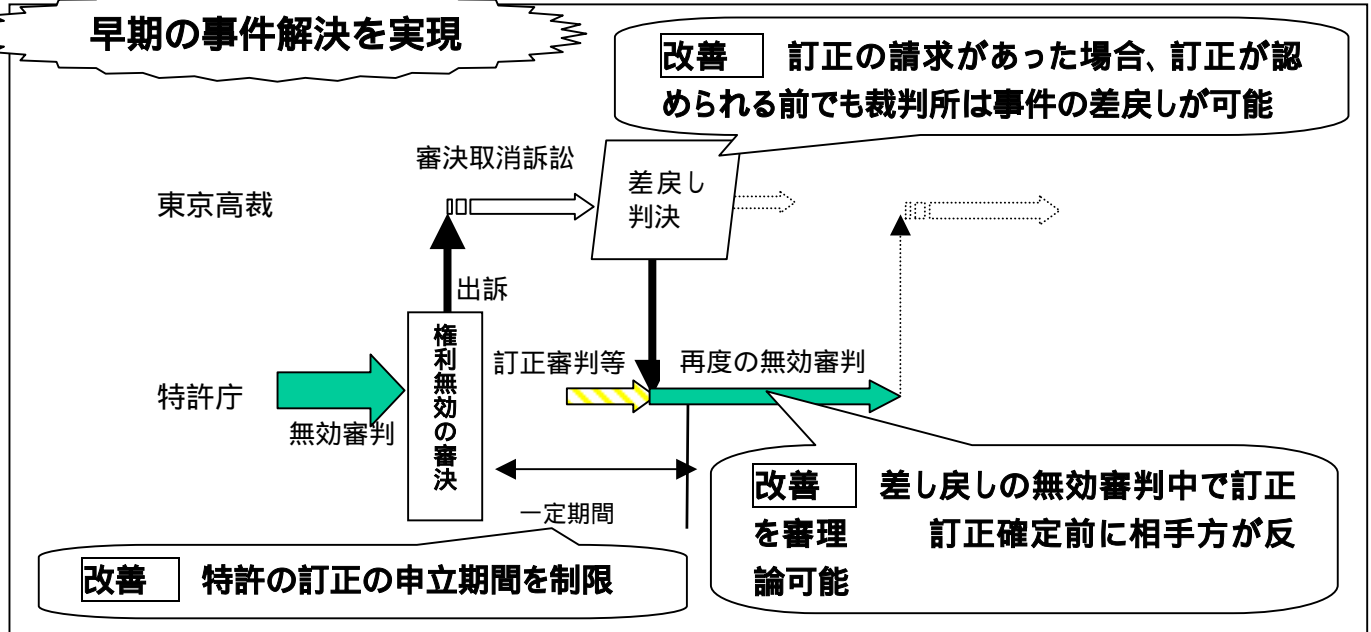 早期の事件解決を実現
改善 訂正の請求があった場合、訂正が認
められる前でも裁判所は事件の差戻しが可能
審決取消訴訟
東京高裁
差戻し
判決
出訴
権利無効の審決
訂正審判等
再度の無効審判
特許庁
無効審判
一定期間
改善 差し戻しの無効審判中で訂正
を審理 訂正確定前に相手方が反
論可能
改善 特許の訂正の申立期間を制限